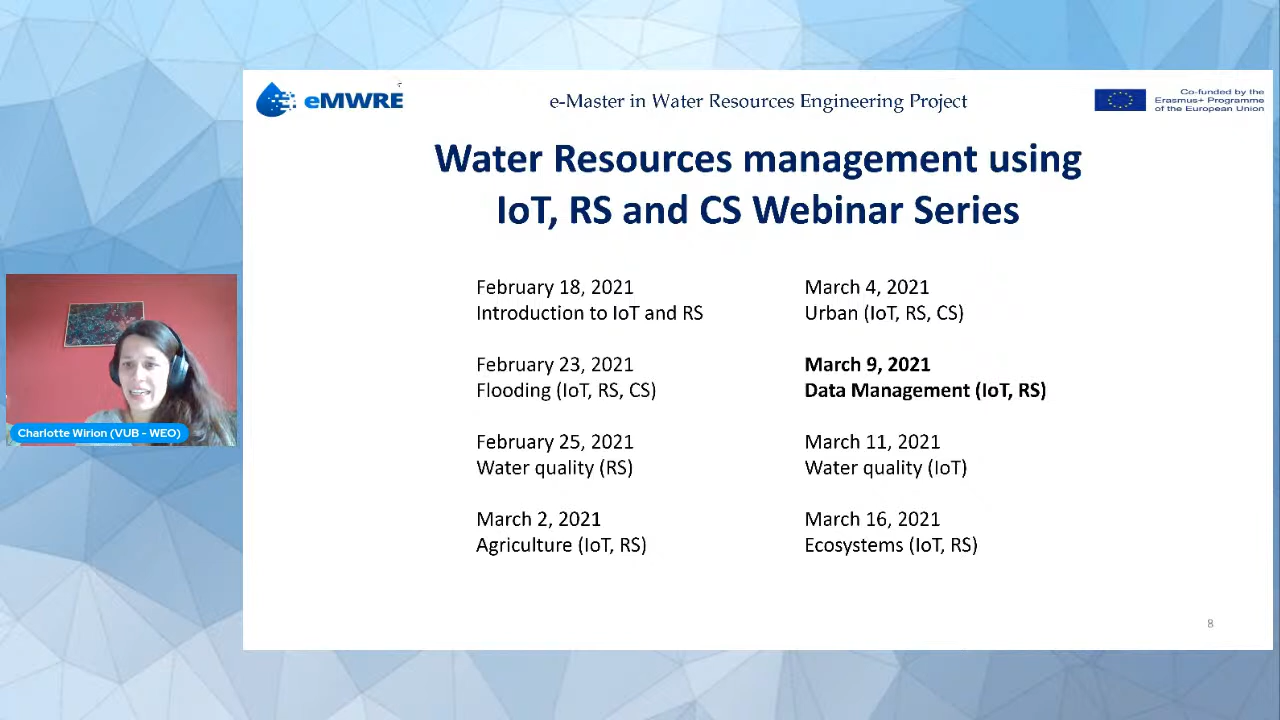 eMWRE
e-Master in Water Resources Engineering Project
Co-funded by the
Erasmus+ Programme
of the European Union
Water Resources management using
IoT, RS and CS Webinar Series
February 18, 2021
Introduction to IoT and RS
February 23, 2021
Flooding (IoT, RS, CS)
February 25, 2021
Water quality (RS)
March 2, 2021
Agriculture (IoT, RS)
March 4, 2021
Urban (IoT, RS, CS)
March 9, 2021
Data Management (IoT, RS)
March 11, 2021
Water quality (IoT)
March 16, 2021
Ecosystems (IoT, RS)
Charlotte Wirion (VUB - WEO)
8